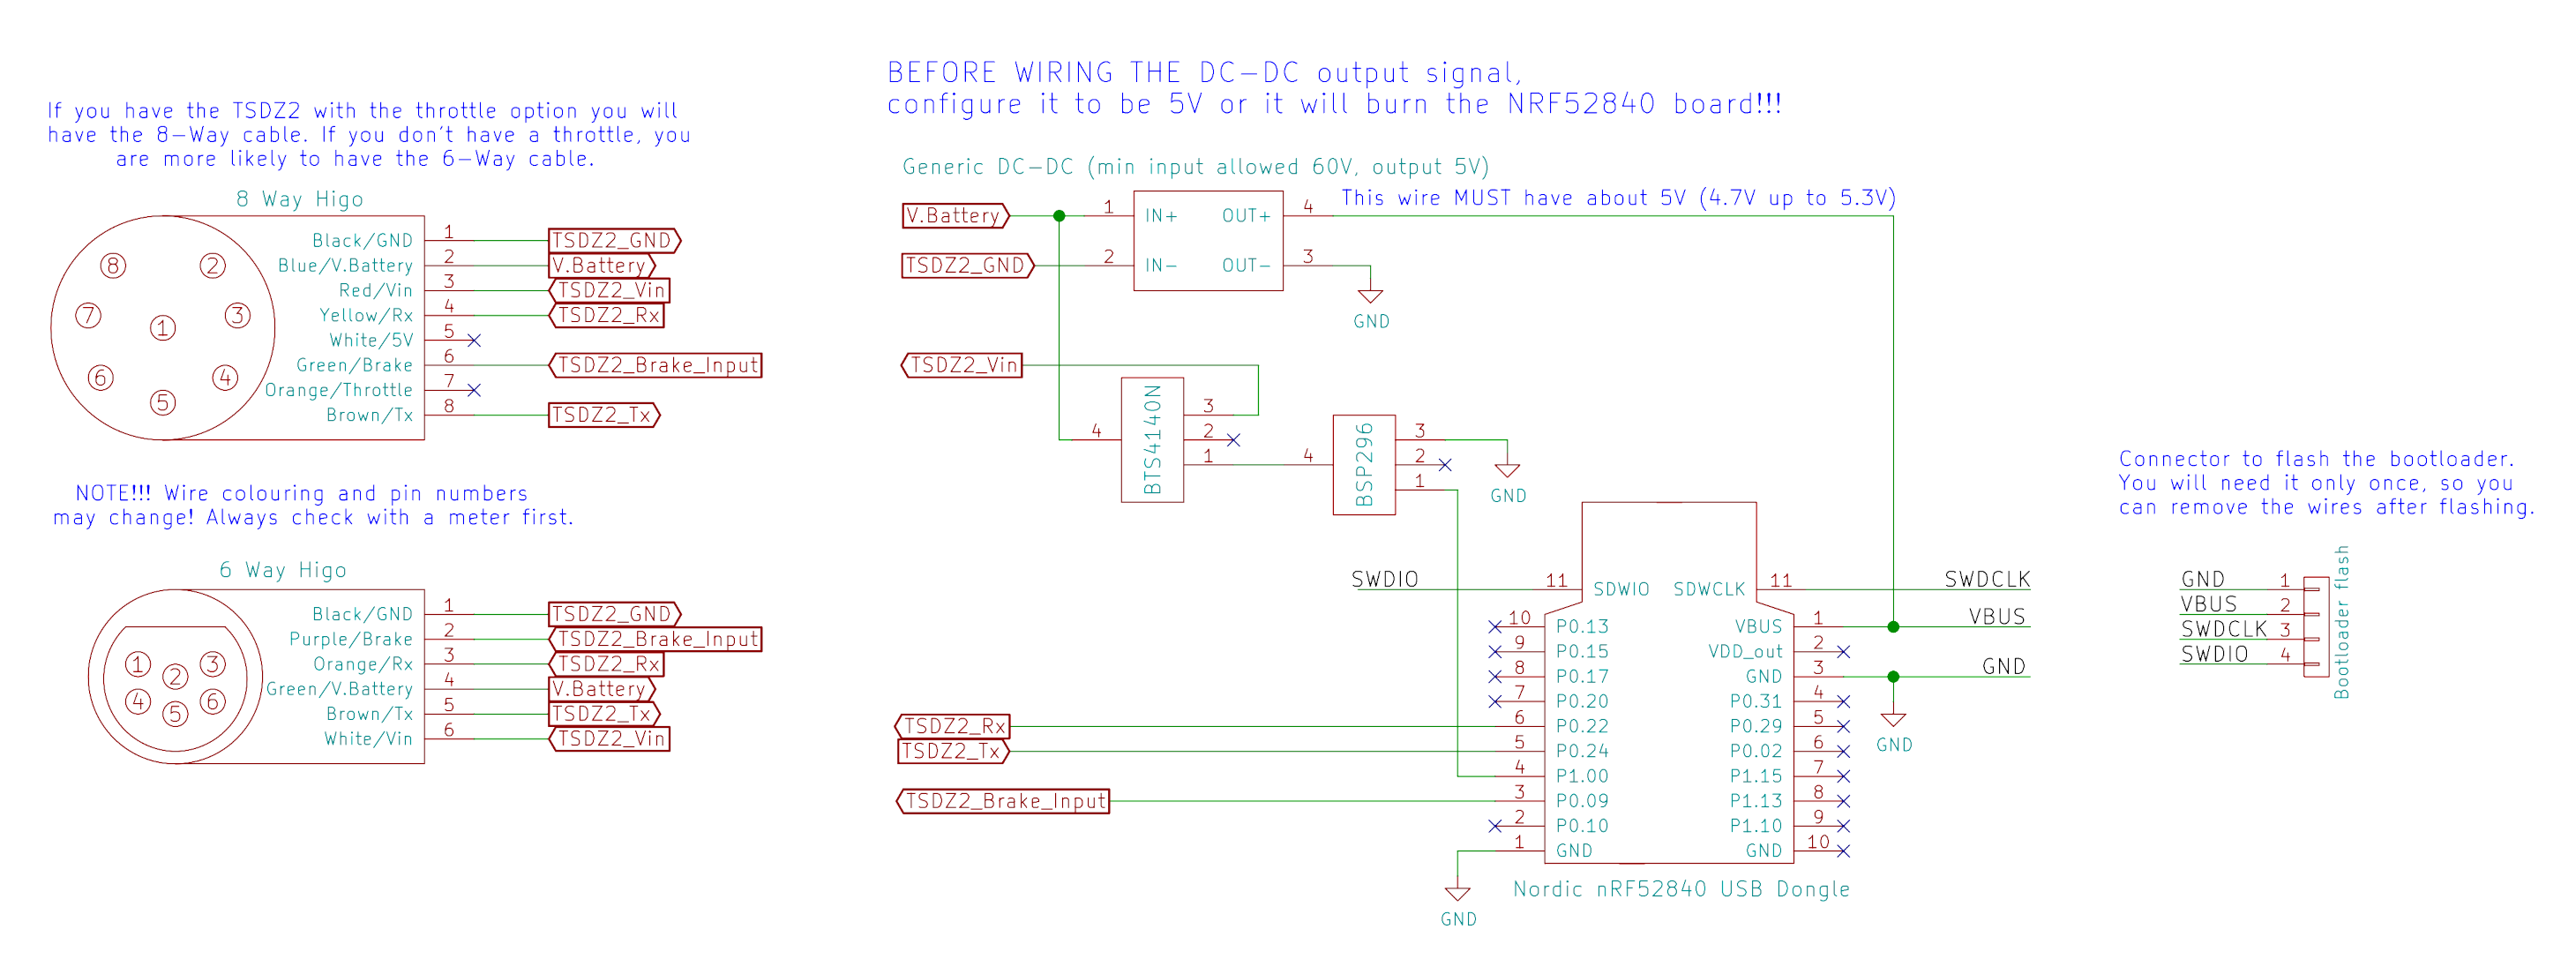 If you have the TSDZ2 with the throttle option you will
have the 8-Way cable. If you don't have a throttle, you
are more likely to have the 6-Way cable.
8 Way Higo
8
2
7
3
1
6
4
5
Black/GND 1 TSDZ2_GND
Blue/V.Battery 2 V.Battery
Red/Vin 3 TSDZ2_Vin
Yellow/Rx 4 TSDZ2_Rx
White/5V 5
Green/Brake 6 TSDZ2_Brake_Input
Orange/Throttle 7
Brown/Tx 8 TSDZ2_Tx
NOTE!!! Wire colouring and pin numbers
may change! Always check with a meter first.
6 Way Higo
1
2
3
4
5
6
Black/GND 1 TSDZ2_GND
Purple/Brake 2 TSDZ2_Brake_Input
Orange/Rx 3 TSDZ2_Rx
Green/V.Battery 4 V.Battery
Brown/Tx 5 TSDZ2_Tx
White/Vin 6 TSDZ2_Vin
BEFORE WIRING THE DC-DC output signal,
configure it to be 5V or it will burn the NRF52840 board!!!
Generic DC-DC (min input allowed 60V, output 5V)
This wire MUST have about 5V (4.7V up to 5.3V)
V.Battery 1 IN+ OUT+ 4
TSDZ2_GND 2 IN- OUT- 3
GND
TSDZ2_Vin
BTS4140N
4
3
2
1
BSP296
4
3
2
1
GND
SWDIO 11 SDWIO SDWCLK 11 SWDCLK
10 P0.13 VBUS 1 VBUS
9 P0.15 VDD_out 2
8 P0.17 GND 3 GND
7 P0.20 P0.31 4
TSDZ2_Rx 6 P0.22 P0.29 5
TSDZ2_Tx 5 P0.24 P0.02 6
4 P1.00 P1.15 7
TSDZ2_Brake_Input 3 P0.09 P1.13 8
2 P0.10 P1.10 9
1 GND GND 10
GND
GND
Nordic nRF52840 USB Dongle
Connector to flash the bootloader.
You will need it only once, so you
can remove the wires after flashing.
GND 1
VBUS 2
SWDCLK 3
SWDIO 4
Bootloader flash